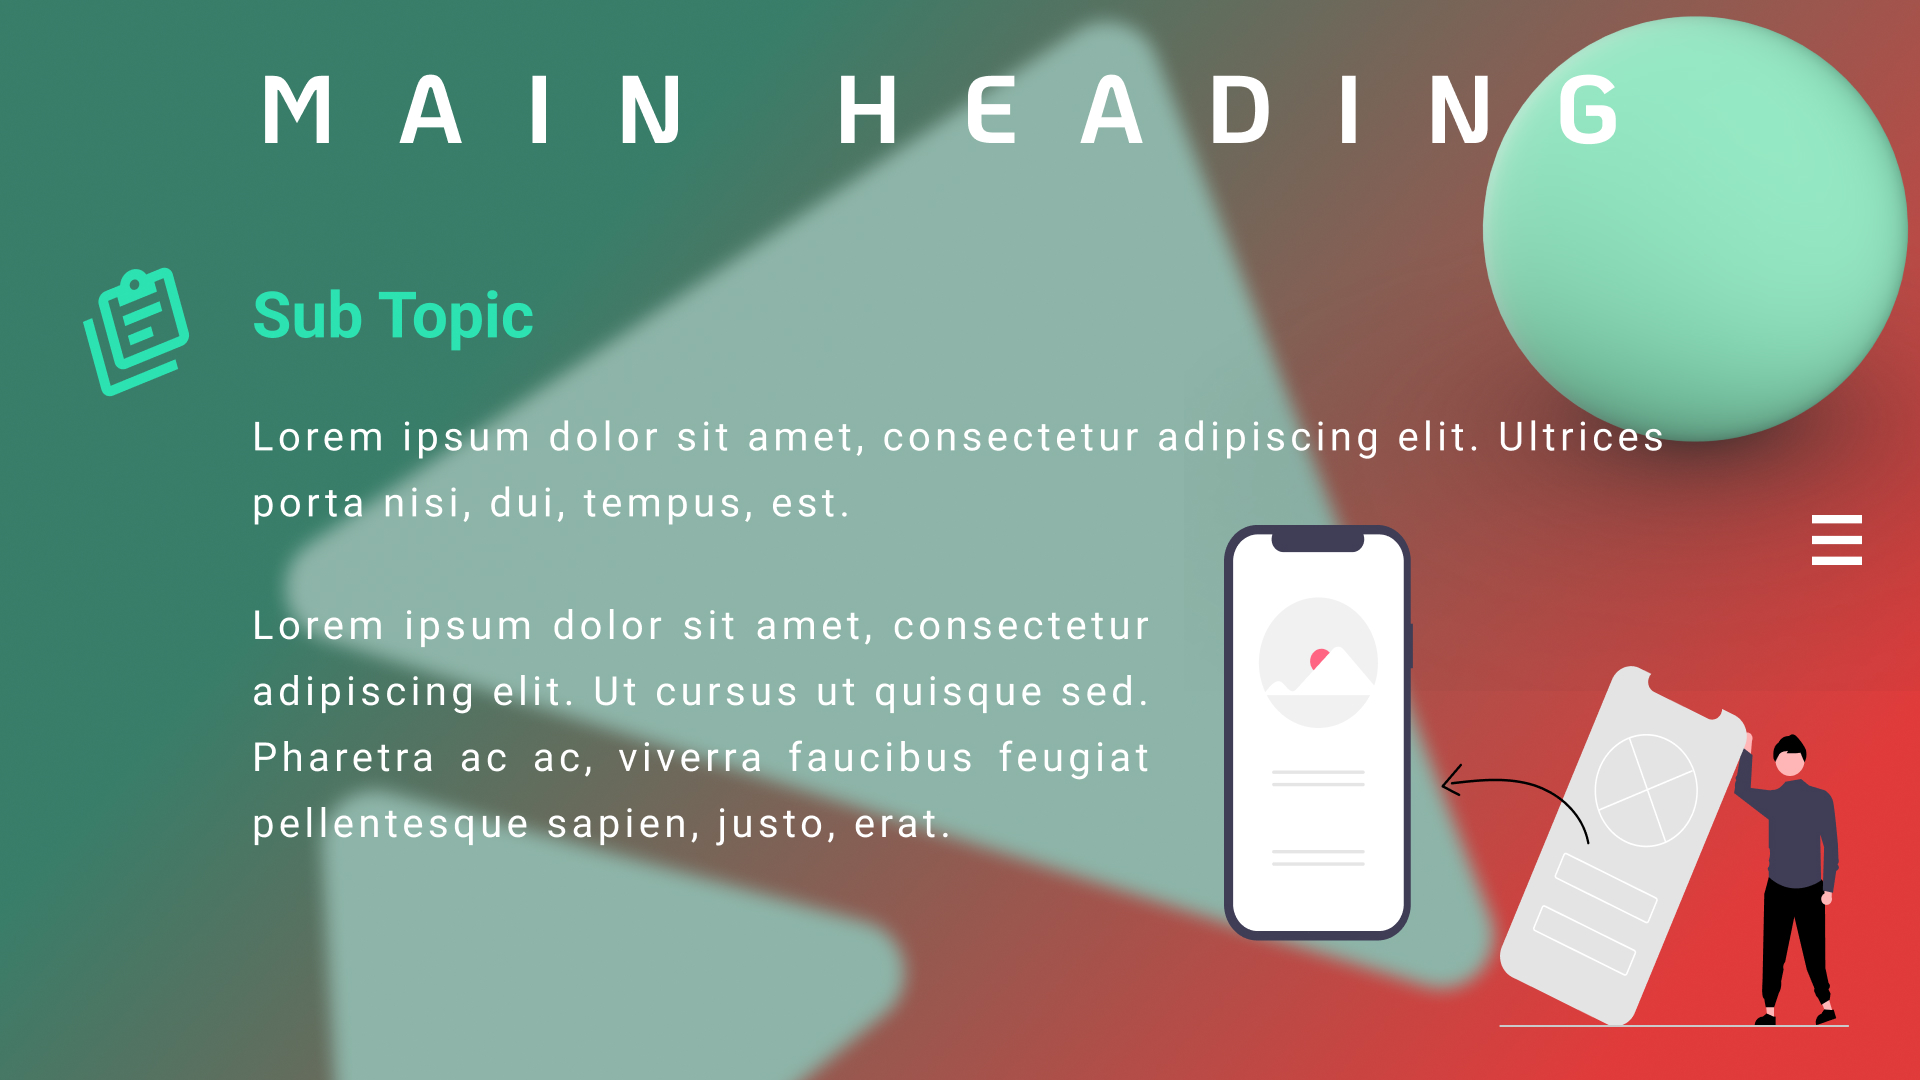 MAIN HEADING
Sub Topic
Lorem ipsum dolor sit amet, consectetur adipiscing elit. Ultrices
porta nisi, dui, tempus, est.
Lorem ipsum dolor sit amet, consectetur
adipiscing elit. Ut cursus ut quisque sed.
Pharetra ac ac, viverra faucibus feugiat
pellentesque sapien, justo, erat.